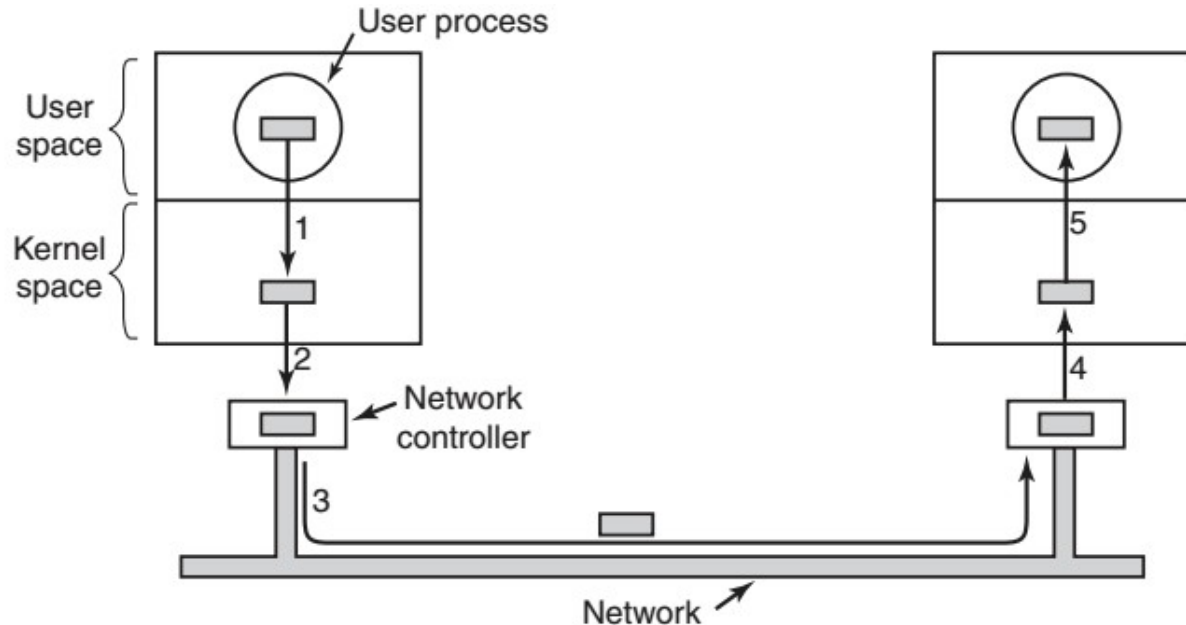 User process
User
space
1
5
Kernel
space
2
4
Network
controller
3
Network